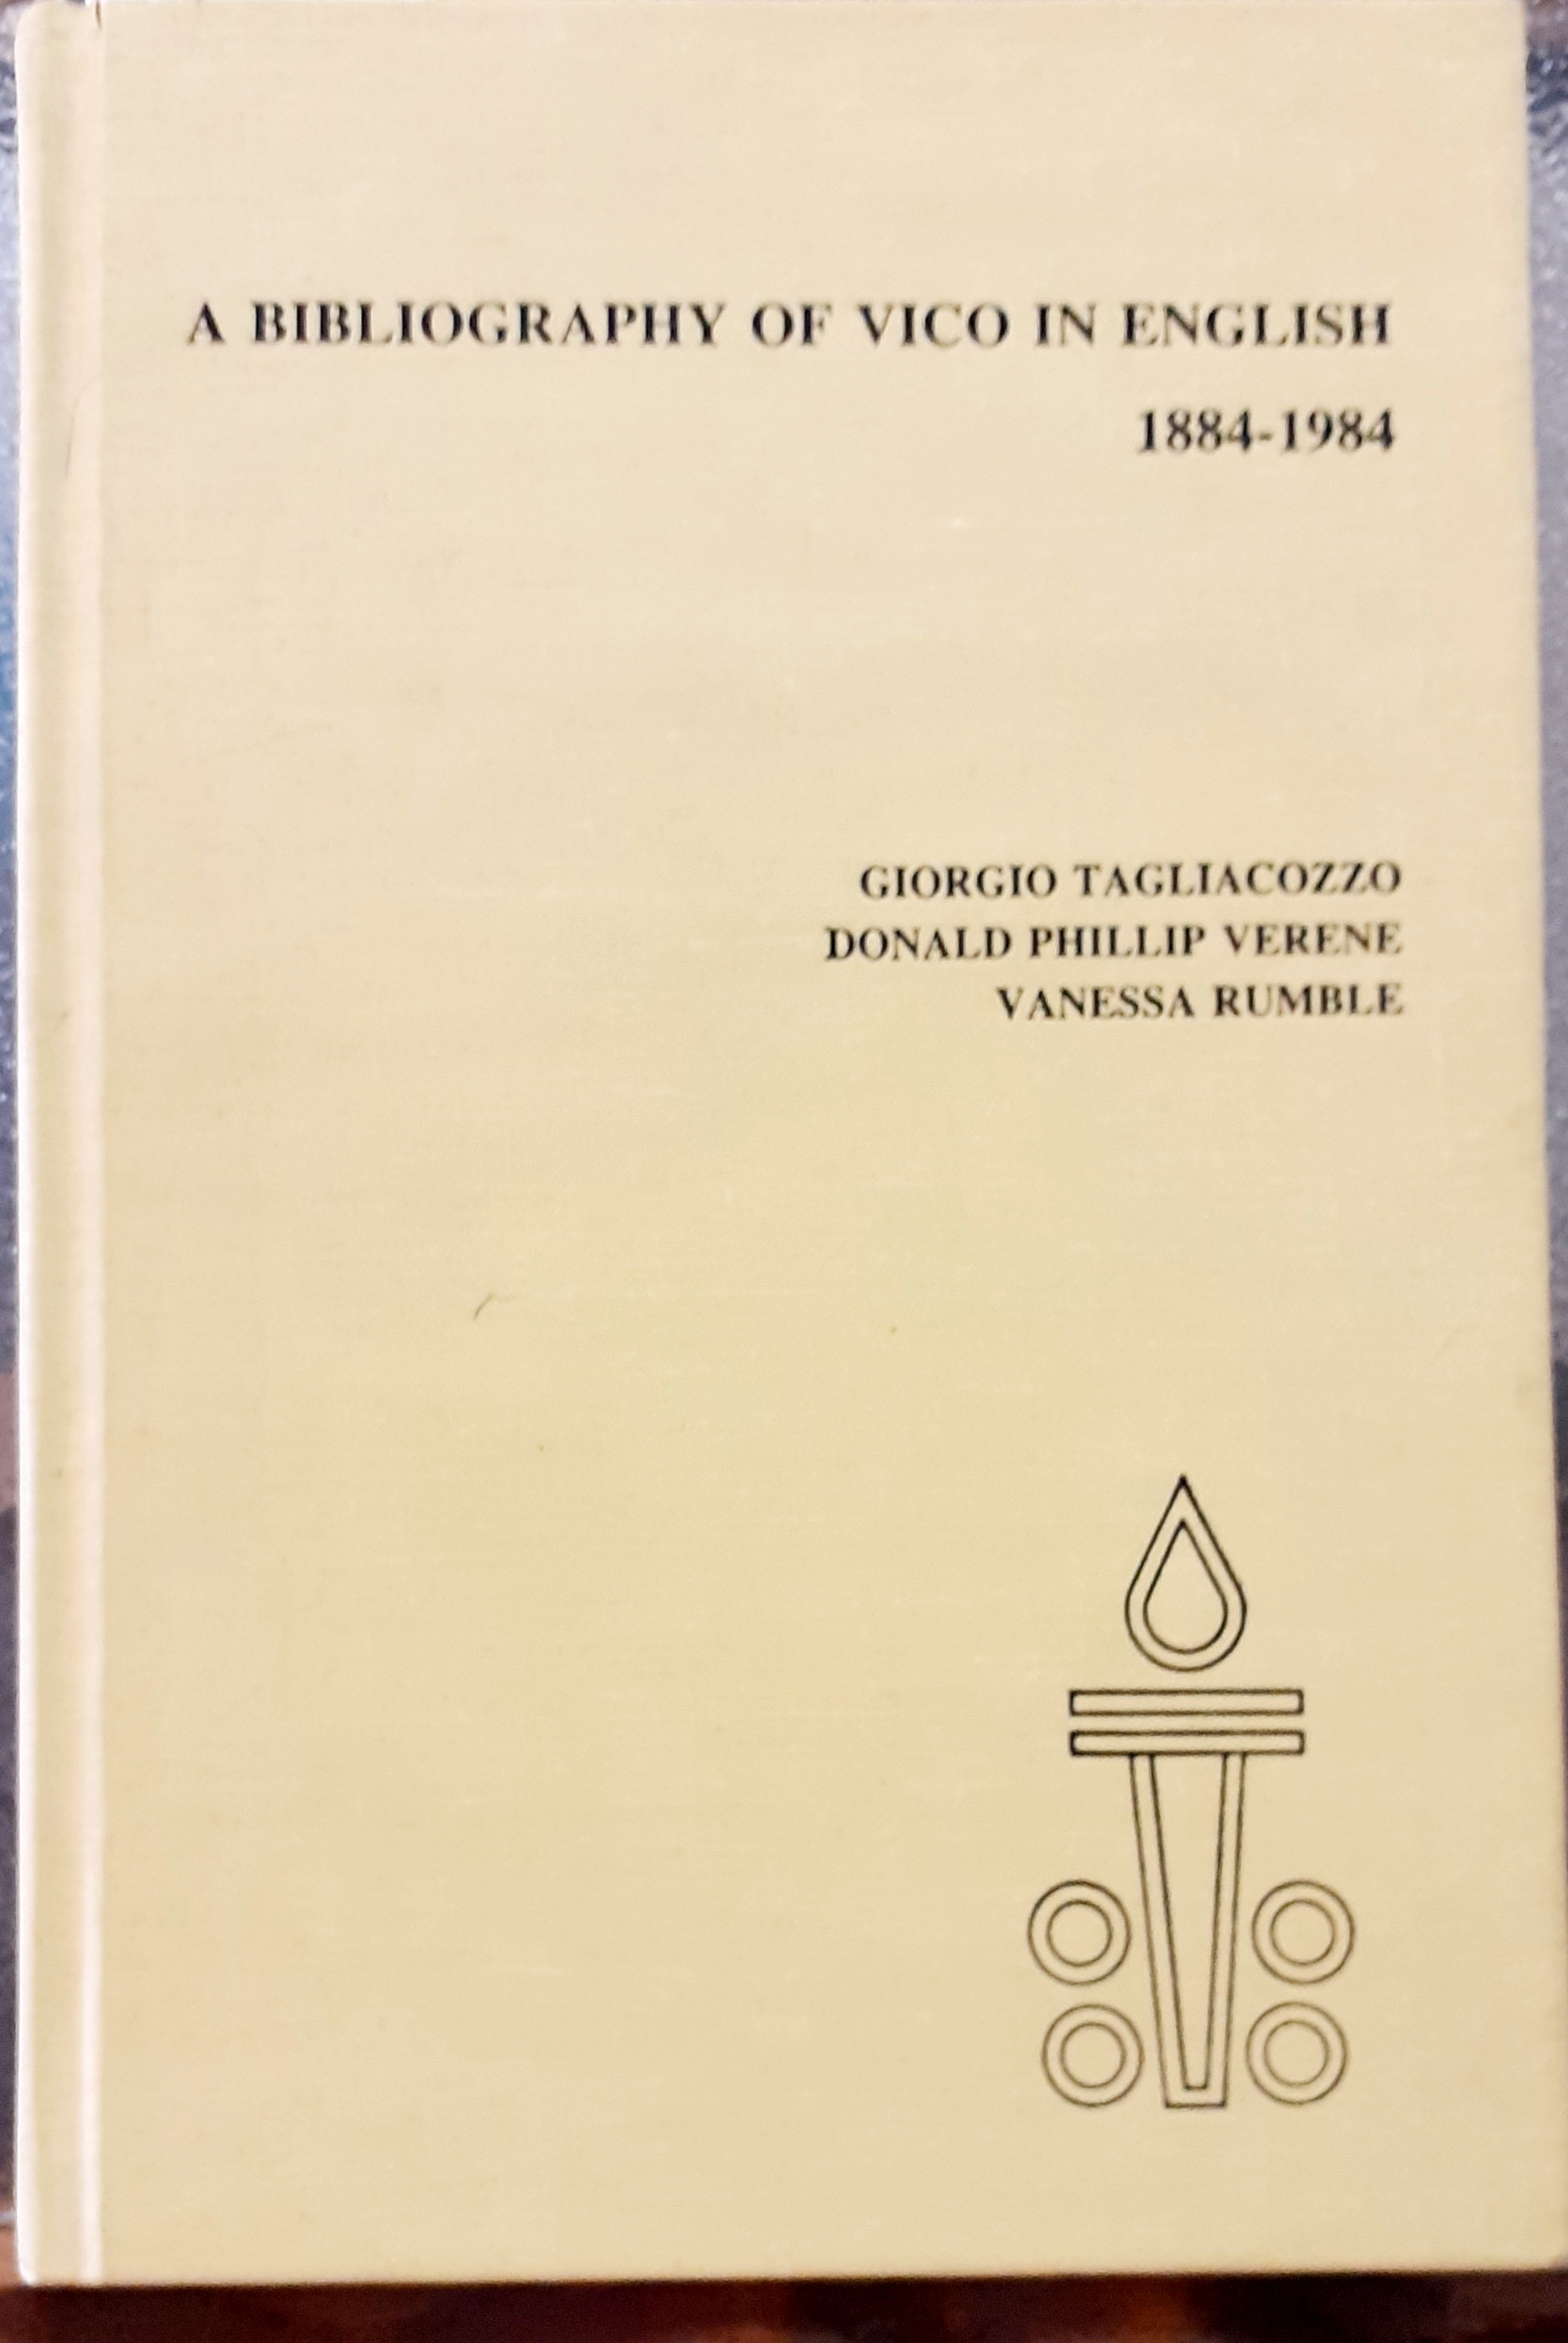 A BIBLIOGRAPHY OF VICO IN ENGLISH
1884-1984
GIORGIO TAGLIACOZZO
DONALD PHILLIP VERENE
VANESSA RUMBLE